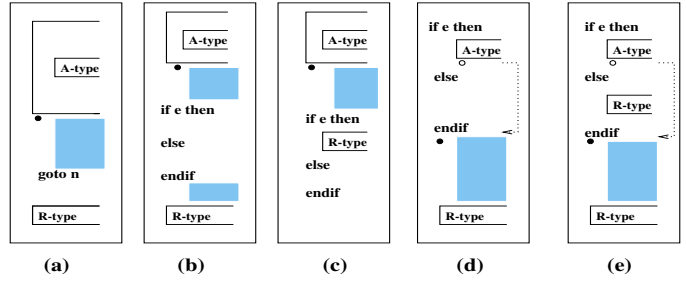 A-type
goto n
R-type
(a)
A-type
if e then
else
endif
R-type
(b)
A-type
if e then
R-type
else
endif
(c)
if e then
A-type
else
endif
R-type
(d)
if e then
A-type
else
R-type
endif
R-type
(e)